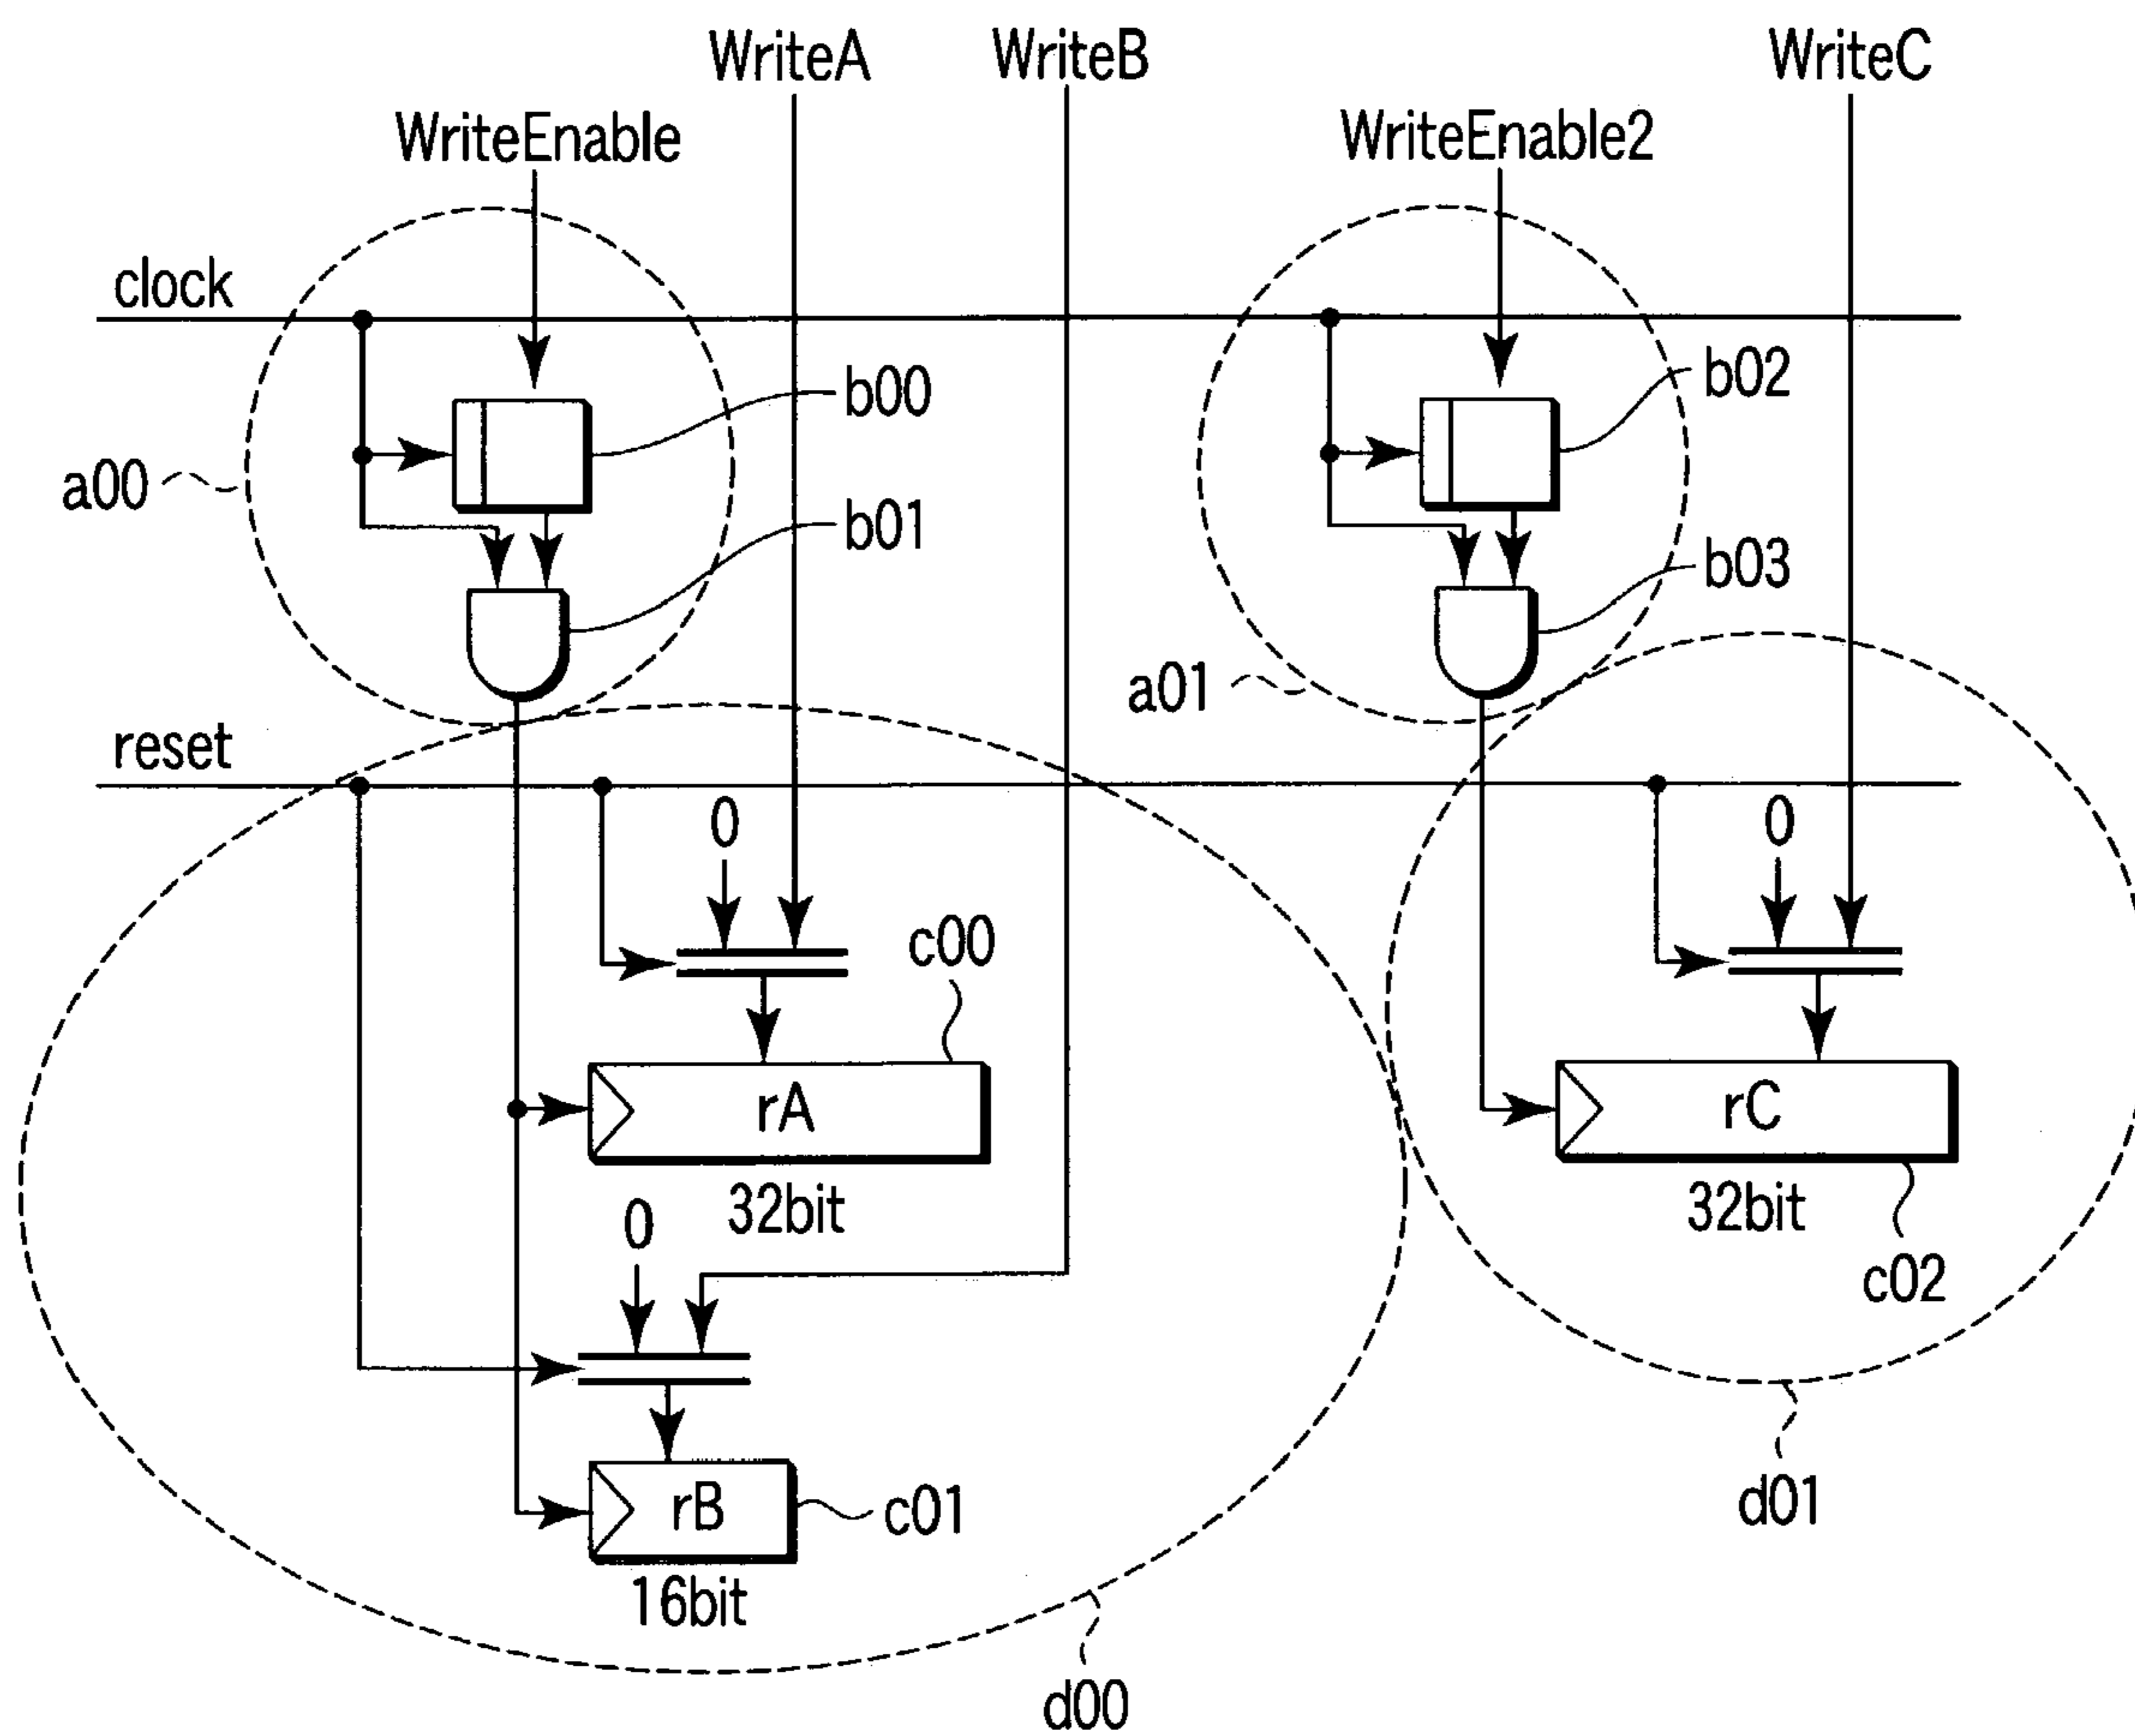 WriteA
WriteB
WriteC
WriteEnable
WriteEnable2
clock
b00
b02
a00
b01
b03
a01
reset
0
0
c00
c02
rA
rC
32bit
32bit
0
rB
c01
d01
16bit
d00